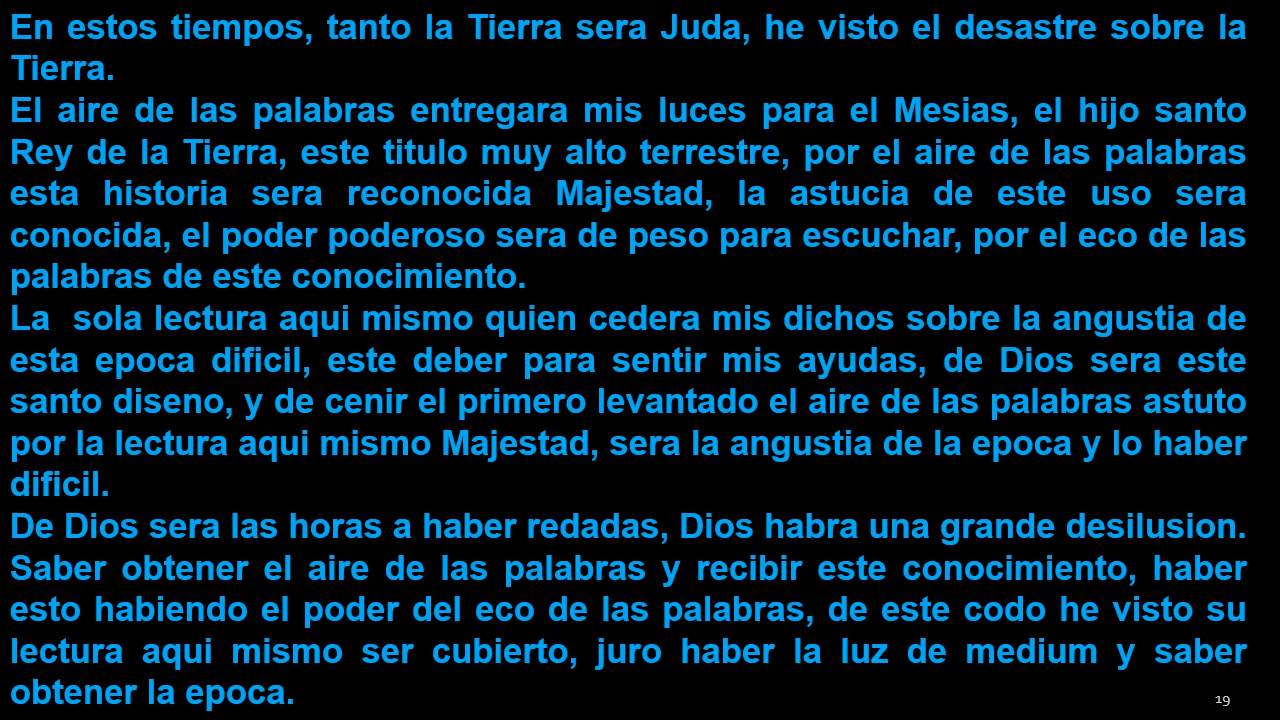 En estos tiempos, tanto la Tierra sera Juda, he visto el desastre sobre la
Tierra.
El aire de las palabras entregara mis luces para el Mesias, el hijo santo
Rey de la Tierra, este titulo muy alto terrestre, por el aire de las palabras
esta historia sera reconocida Majestad, la astucia de este uso sera
conocida, el poder poderoso sera de peso para escuchar, por el eco de las
palabras de este conocimiento.
La  sola lectura aqui mismo quien cedera mis dichos sobre la angustia de
esta epoca dificil, este deber para sentir mis ayudas, de Dios sera este
santo diseno, y de cenir el primero levantado el aire de las palabras astuto
por la lectura aqui mismo Majestad, sera la angustia de la epoca y lo haber
dificil.
De Dios sera las horas a haber redadas, Dios habra una grande desilusion.
Saber obtener el aire de las palabras y recibir este conocimiento, haber
esto habiendo el poder del eco de las palabras, de este codo he visto su
lectura aqui mismo ser cubierto, juro haber la luz de medium y saber
obtener la epoca.
19